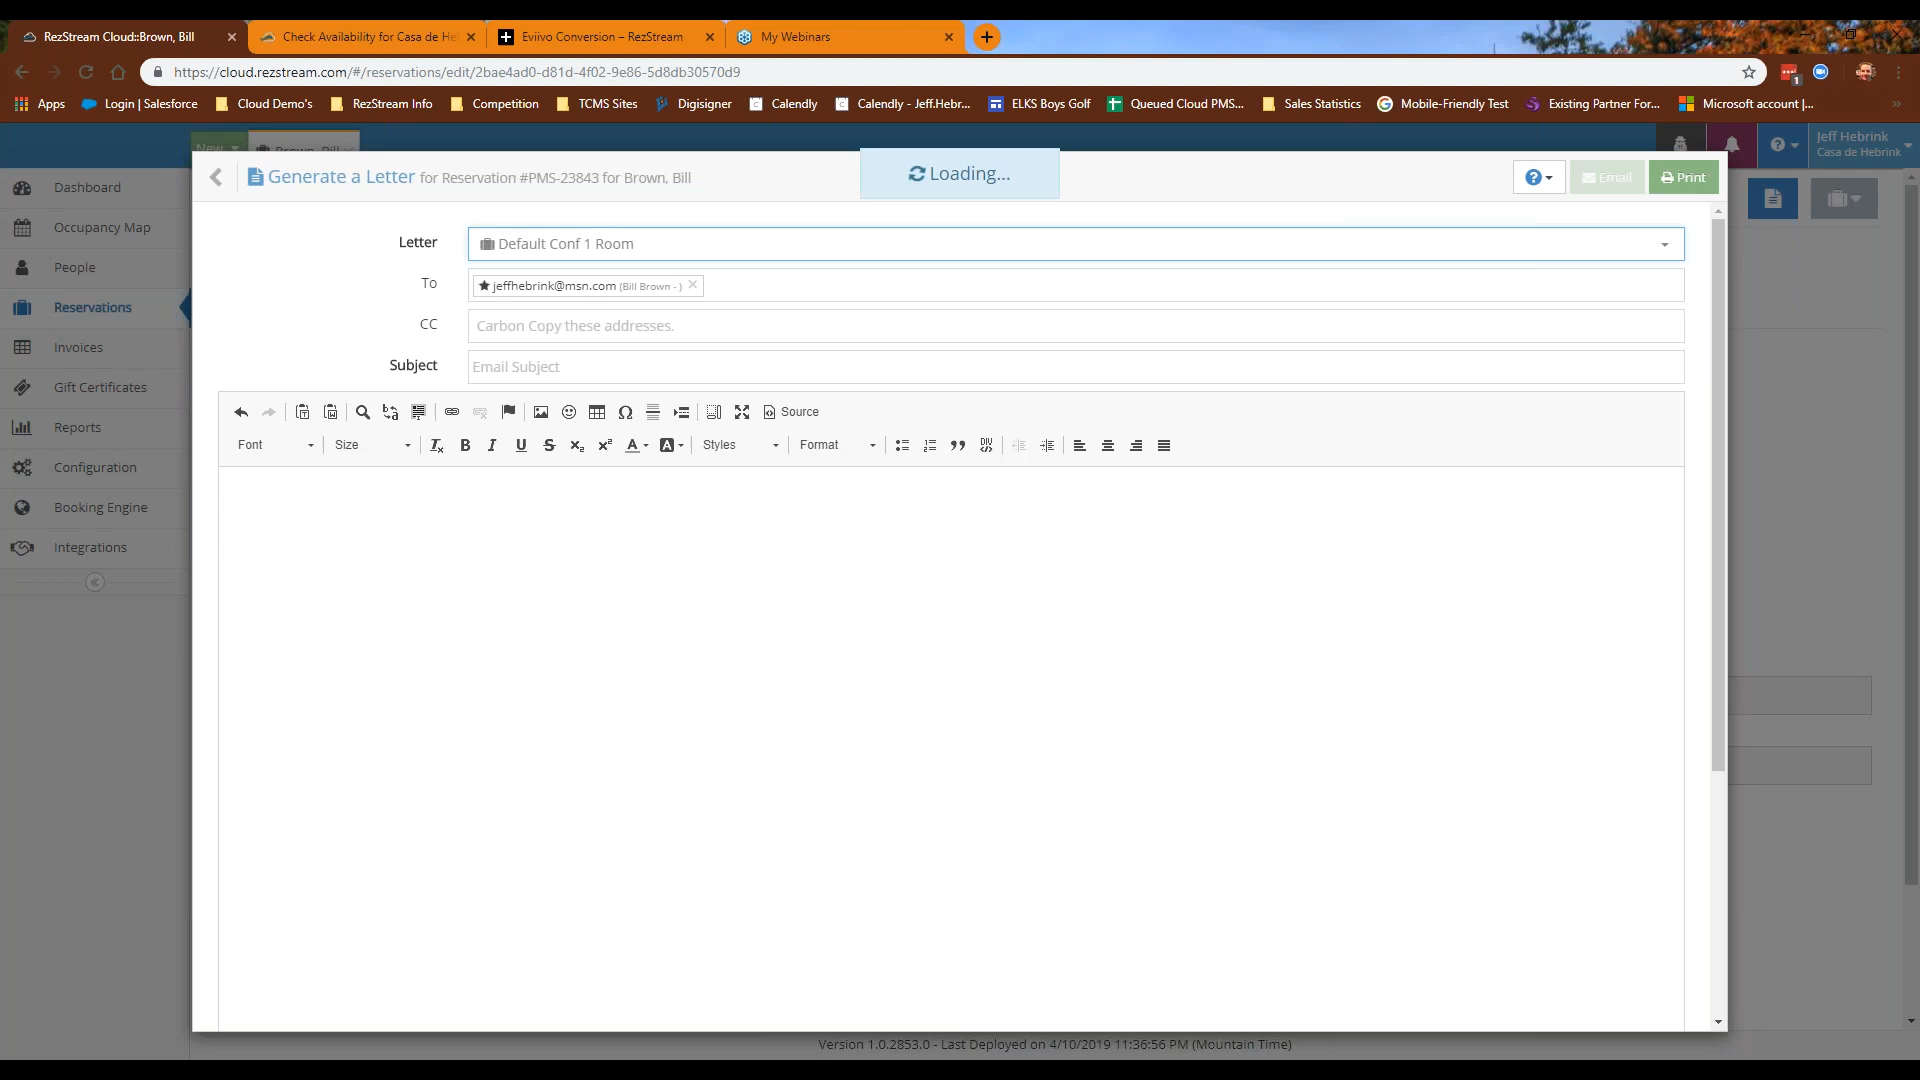 RezStream Cloud::Brown, Bill
Check Availability for Casa de He
Eviivo Conversion – RezStream
My Webinars
https://cloud.rezstream.com/#/reservations/edit/2bae4ad0-d81d-4f02-9e86-5d8db30570d9
1
Apps
Login | Salesforce
Cloud Demo's
RezStream Info
Competition
TCMS Sites
Digisigner
Calendly
Calendly - Jeff.Hebr...
ELKS Boys Golf
Queued Cloud PMS...
Sales Statistics
Mobile-Friendly Test
Existing Partner For...
Microsoft account |...
New
Brown, Bill
Jeff Hebrink
Casa de Hebrink
Dashboard
Occupancy Map
People
Reservations
Invoices
Gift Certificates
Reports
Configuration
Booking Engine
Integrations
Generate a Letter for Reservation #PMS-23843 for Brown, Bill
Loading...
Email
Print
Letter
Default Conf 1 Room
To
jeffhebrink@msn.com (Bill Brown - )
CC
Carbon Copy these addresses.
Subject
Email Subject
Source
Font
Size
Styles
Format
Version 1.0.2853.0 - Last Deployed on 4/10/2019 11:36:56 PM (Mountain Time)